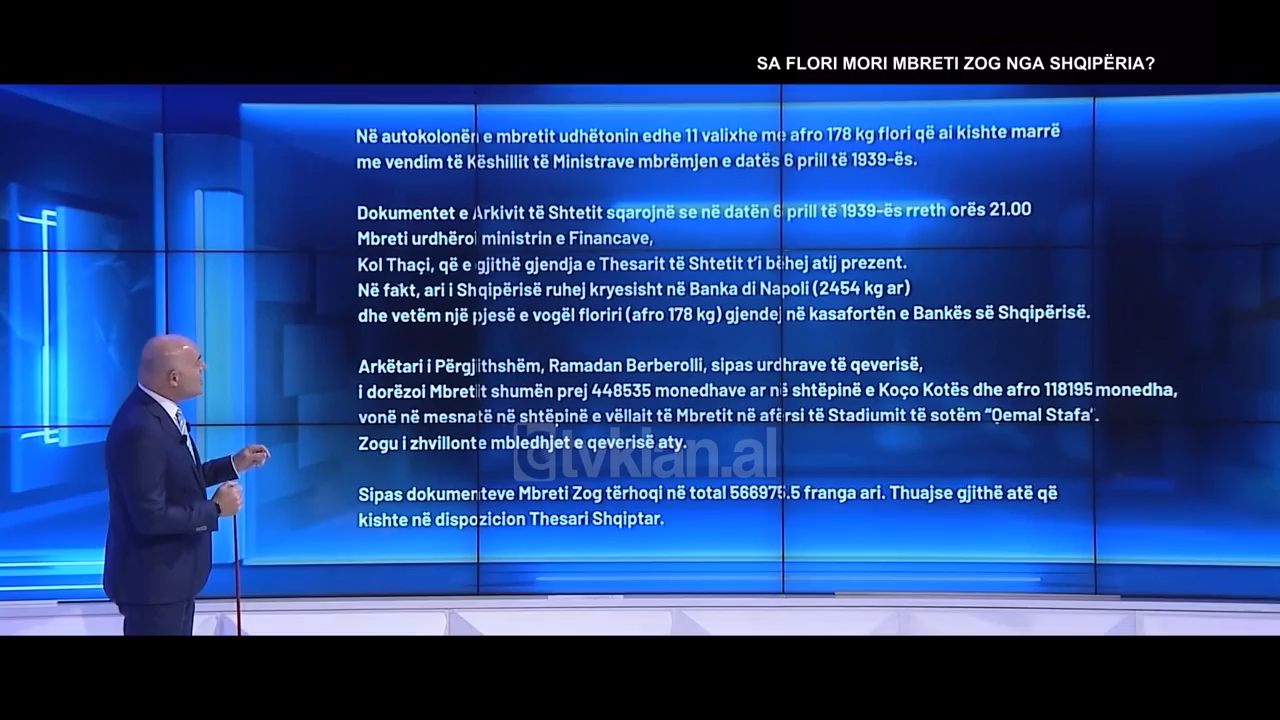 SA FLORI MORI MBRETI ZOG NGA SHQIPËRIA?
Në autokolonën e mbretit udhëtonin edhe 11 valixhe me afro 178 kg flori që ai kishte marrë
me vendim të Këshillit të Ministrave mbrëmjen e datës 6 prill të 1939-ës.
Dokumentet e Arkivit të Shtetit sqarojnë se në datën 6 prill të 1939-ës rreth orës 21.00
Mbreti urdhëroi ministrin e Financave,
Kol Thaçi, që e gjithë gjendja e Thesarit të Shtetit t'i bëhej atij prezent.
Në fakt, ari i Shqipërisë ruhej kryesisht në Banka di Napoli (2454 kg ar)
dhe vetëm një pjesë e vogël floriri (afro 178 kg) gjendej në kasafortën e Bankës së Shqipërisë.
Arkëtari i Përgjithshëm, Ramadan Berberolli, sipas urdhrave të qeverisë,
i dorëzoi Mbretit shumën prej 448535 monedhave ar në shtëpinë e Koço Kotës dhe afro 118195 monedha,
vonë në mesnatë në shtëpinë e vëllait të Mbretit në afërsi të Stadiumit të sotëm "Qemal Stafa".
Zogu i zhvillonte mbledhjet e qeverisë aty.
tvklan.al
Sipas dokumenteve Mbreti Zog tërhoqi në total 566975.5 franga ari. Thuajse gjithë atë që
kishte në dispozicion Thesari Shqiptar.